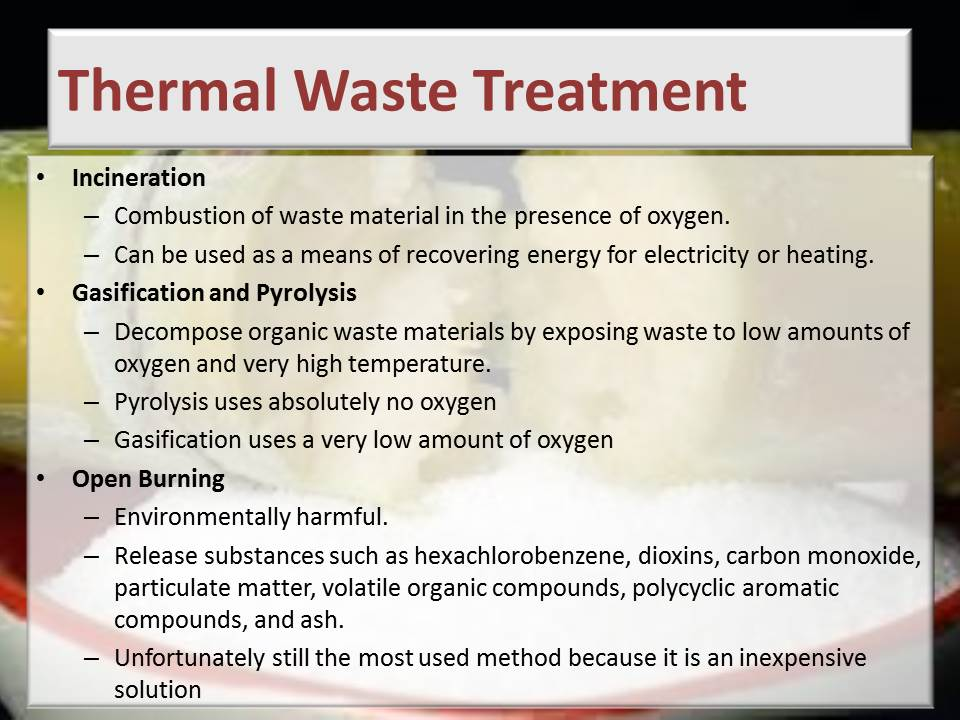 Thermal Waste Treatment
• Incineration
– Combustion of waste material in the presence of oxygen.
– Can be used as a means of recovering energy for electricity or heating.
• Gasification and Pyrolysis
– Decompose organic waste materials by exposing waste to low amounts of
oxygen and very high temperature.
– Pyrolysis uses absolutely no oxygen
– Gasification uses a very low amount of oxygen
• Open Burning
– Environmentally harmful.
– Release substances such as hexachlorobenzene, dioxins, carbon monoxide,
particulate matter, volatile organic compounds, polycyclic aromatic
compounds, and ash.
– Unfortunately still the most used method because it is an inexpensive
solution